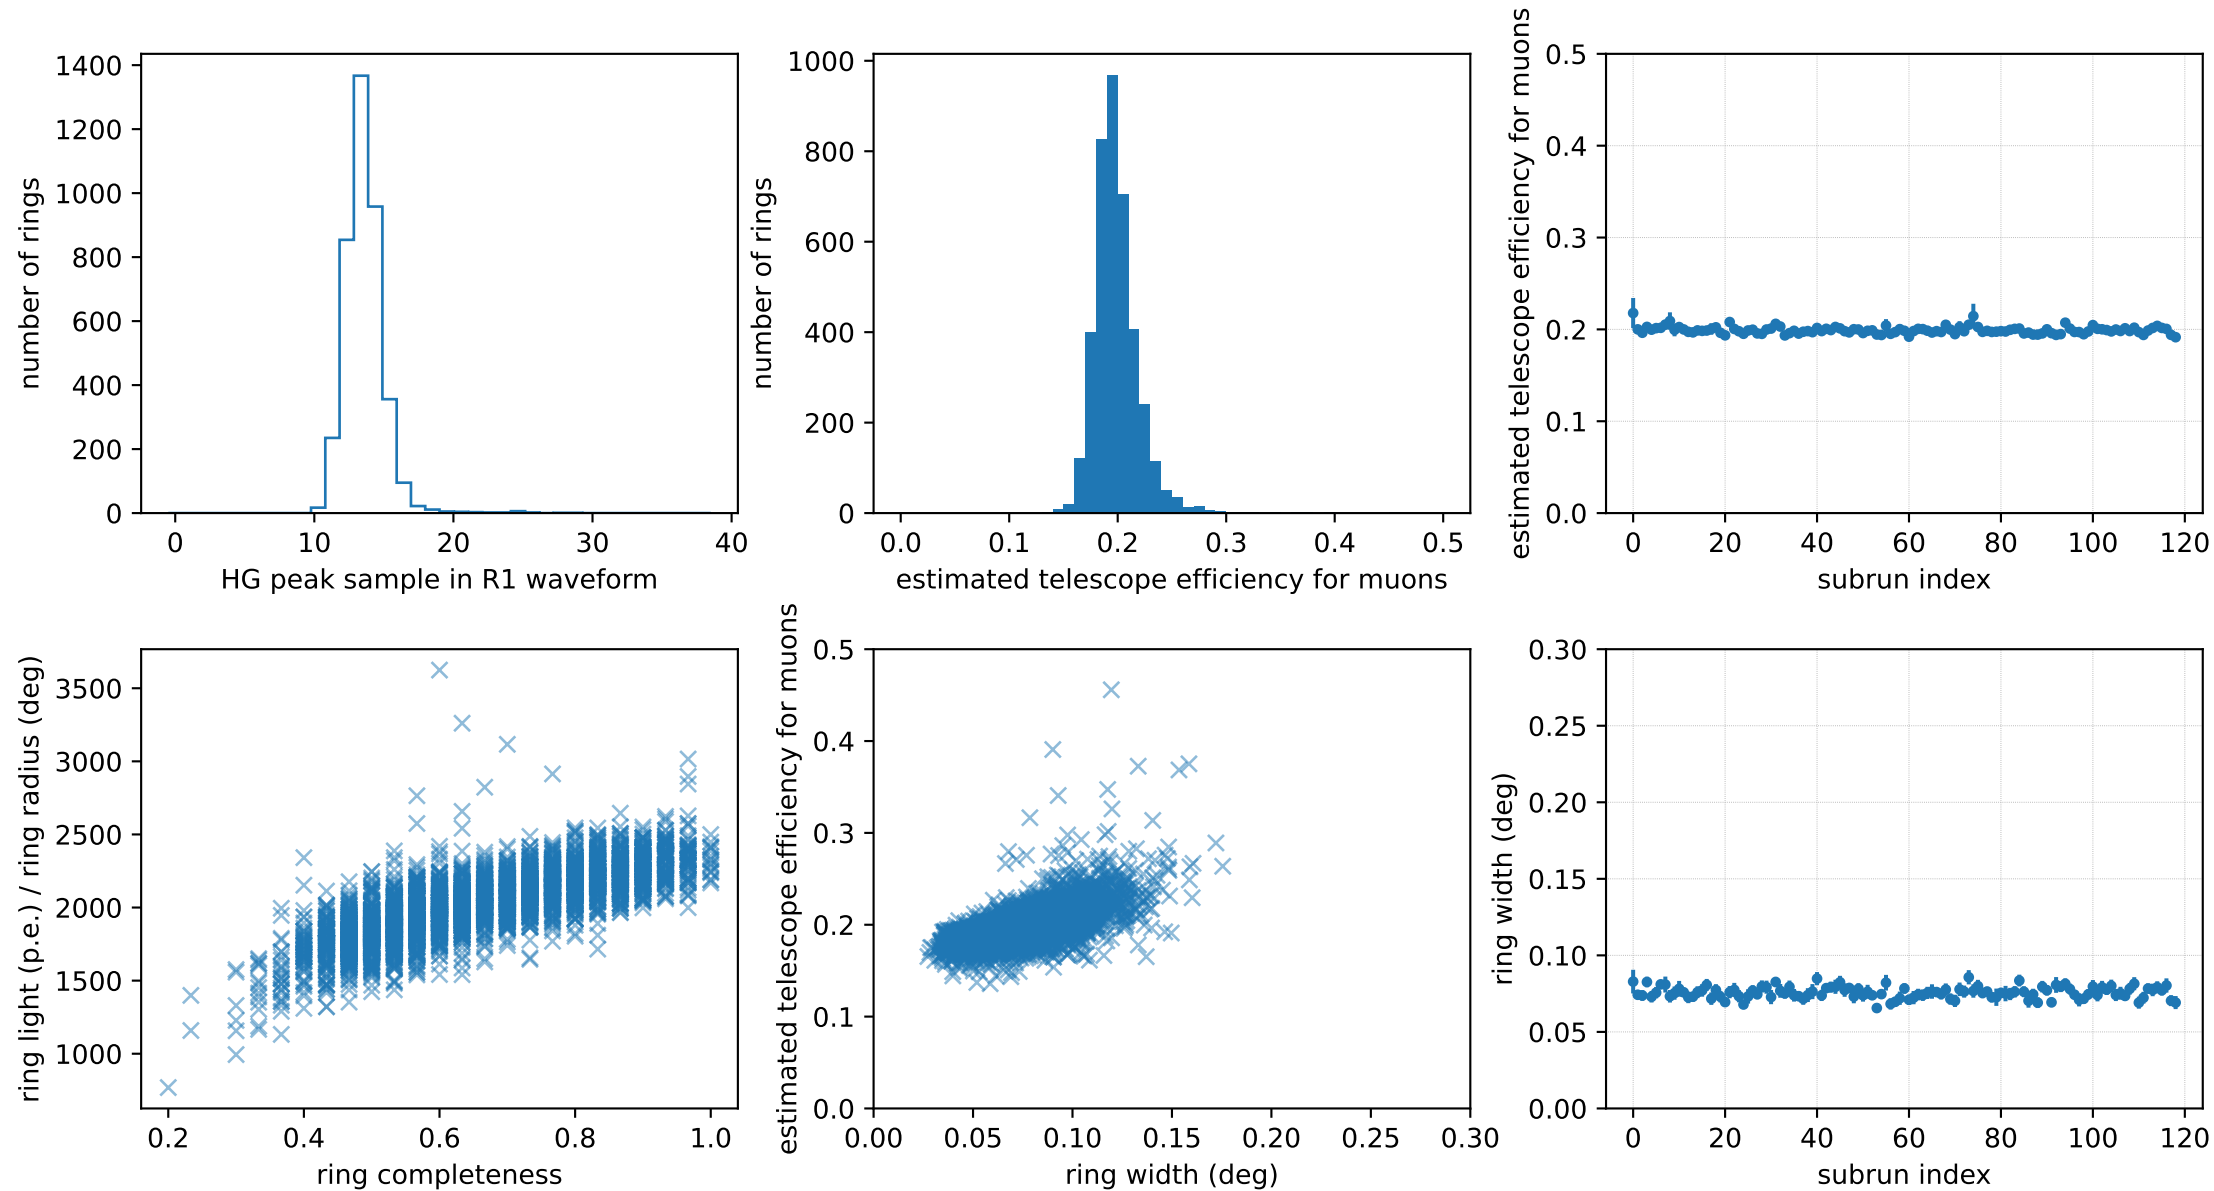 1400
1200
1000
800
600
400
200
0
number of rings
0 10 20 30 40
HG peak sample in R1 waveform
1000
800
600
400
200
0
number of rings
0.0 0.1 0.2 0.3 0.4 0.5
estimated telescope efficiency for muons
0.5
0.4
0.3
0.2
0.1
0.0
estimated telescope efficiency for muons
0 20 40 60 80 100 120
subrun index
3500
3000
2500
2000
1500
1000
ring light (p.e.) / ring radius (deg)
0.2 0.4 0.6 0.8 1.0
ring completeness
0.5
0.4
0.3
0.2
0.1
0.0
estimated telescope efficiency for muons
0.00 0.05 0.10 0.15 0.20 0.25 0.30
ring width (deg)
0.30
0.25
0.20
0.15
0.10
0.05
0.00
ring width (deg)
0 20 40 60 80 100 120
subrun index